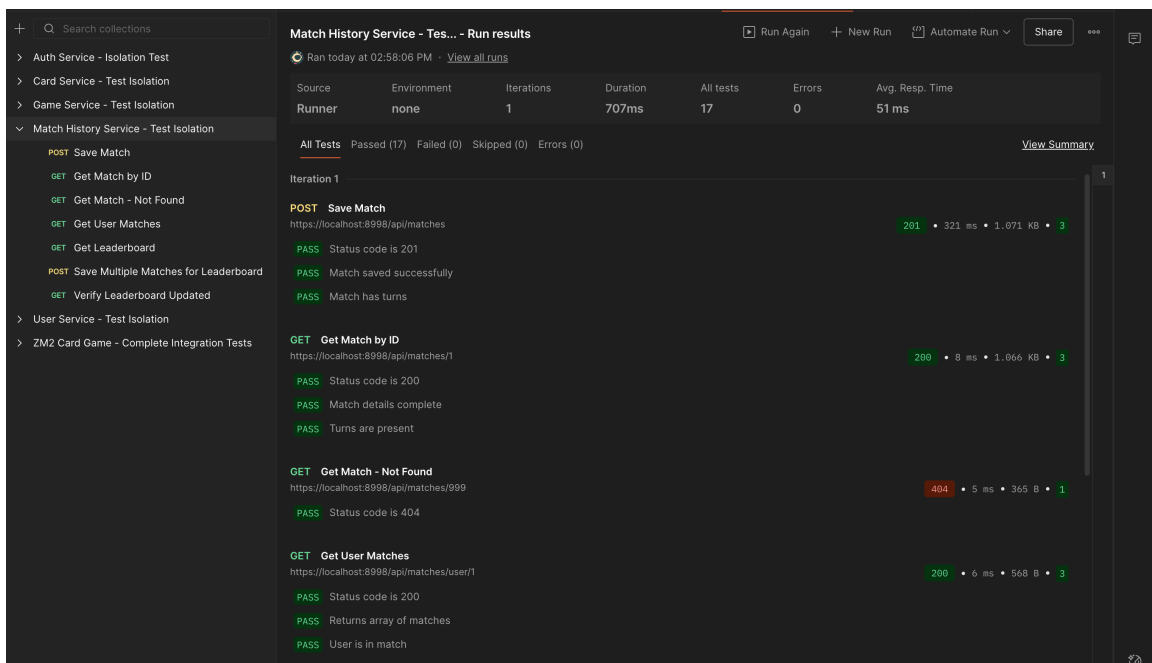 Search collections
Auth Service - Isolation Test
Card Service - Test Isolation
Game Service - Test Isolation
Match History Service - Test Isolation
POST Save Match
GET Get Match by ID
GET Get Match - Not Found
GET Get User Matches
GET Get Leaderboard
POST Save Multiple Matches for Leaderboard
GET Verify Leaderboard Updated
User Service - Test Isolation
ZM2 Card Game - Complete Integration Tests
Match History Service - Tes... - Run results
Run Again + New Run Automate Run Share
Ran today at 02:58:06 PM · View all runs
Source Environment Iterations Duration All tests Errors Avg. Resp. Time
Runner none 1 707ms 17 0 51 ms
All Tests Passed (17) Failed (0) Skipped (0) Errors (0) View Summary
Iteration 1
1
POST Save Match
https://localhost:8998/api/matches
201 • 321 ms • 1.071 KB • 3
PASS Status code is 201
PASS Match saved successfully
PASS Match has turns
GET Get Match by ID
https://localhost:8998/api/matches/1
200 • 8 ms • 1.066 KB • 3
PASS Status code is 200
PASS Match details complete
PASS Turns are present
GET Get Match - Not Found
https://localhost:8998/api/matches/999
404 • 5 ms • 365 B • 1
PASS Status code is 404
GET Get User Matches
https://localhost:8998/api/matches/user/1
200 • 6 ms • 568 B • 3
PASS Status code is 200
PASS Returns array of matches
PASS User is in match